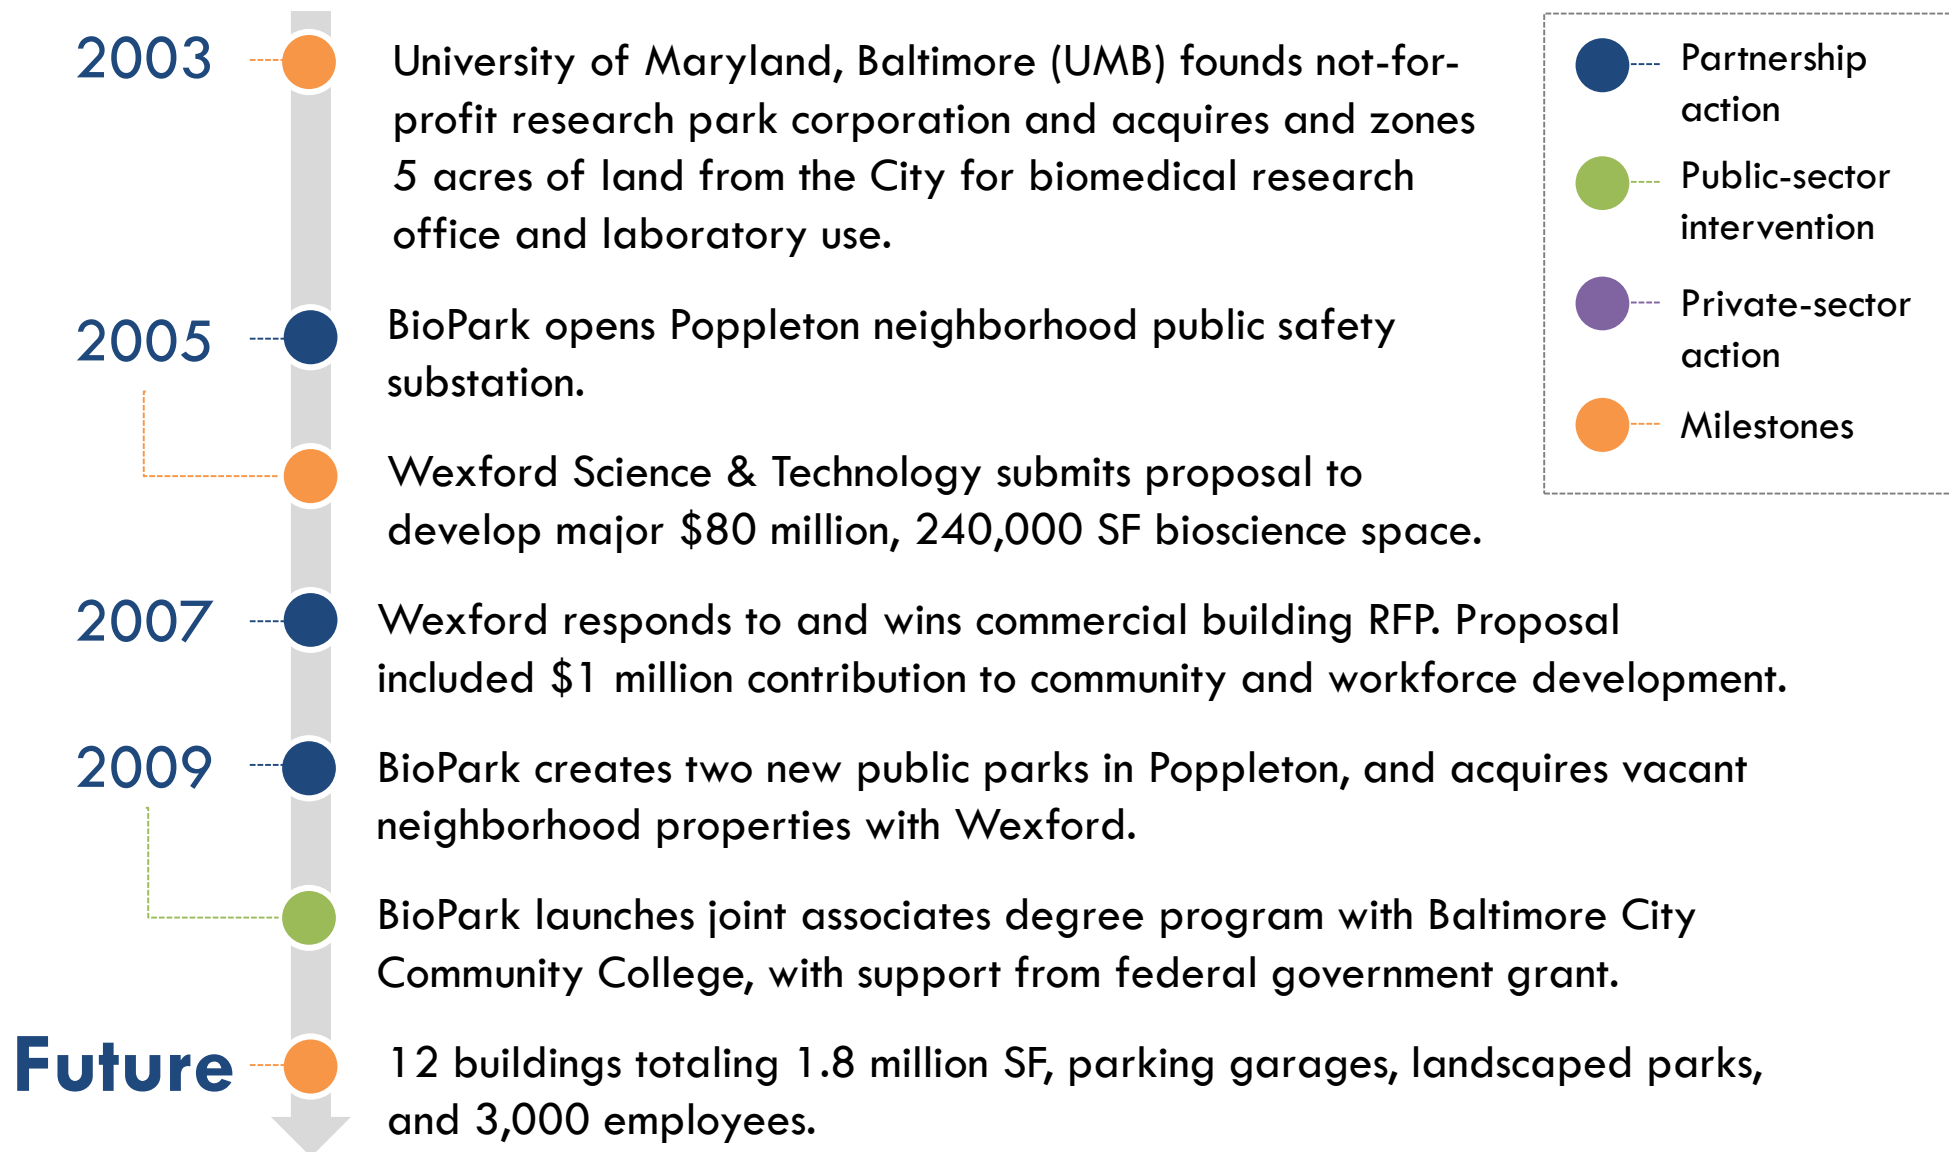 2003
University of Maryland, Baltimore (UMB) founds not-for-
profit research park corporation and acquires and zones
5 acres of land from the City for biomedical research
office and laboratory use.
2005
BioPark opens Poppleton neighborhood public safety
substation.
Wexford Science & Technology submits proposal to
develop major $80 million, 240,000 SF bioscience space.
2007
Wexford responds to and wins commercial building RFP. Proposal
included $1 million contribution to community and workforce development.
2009
BioPark creates two new public parks in Poppleton, and acquires vacant
neighborhood properties with Wexford.
BioPark launches joint associates degree program with Baltimore City
Community College, with support from federal government grant.
Future
12 buildings totaling 1.8 million SF, parking garages, landscaped parks,
and 3,000 employees.
Partnership
action
Public-sector
intervention
Private-sector
action
Milestones